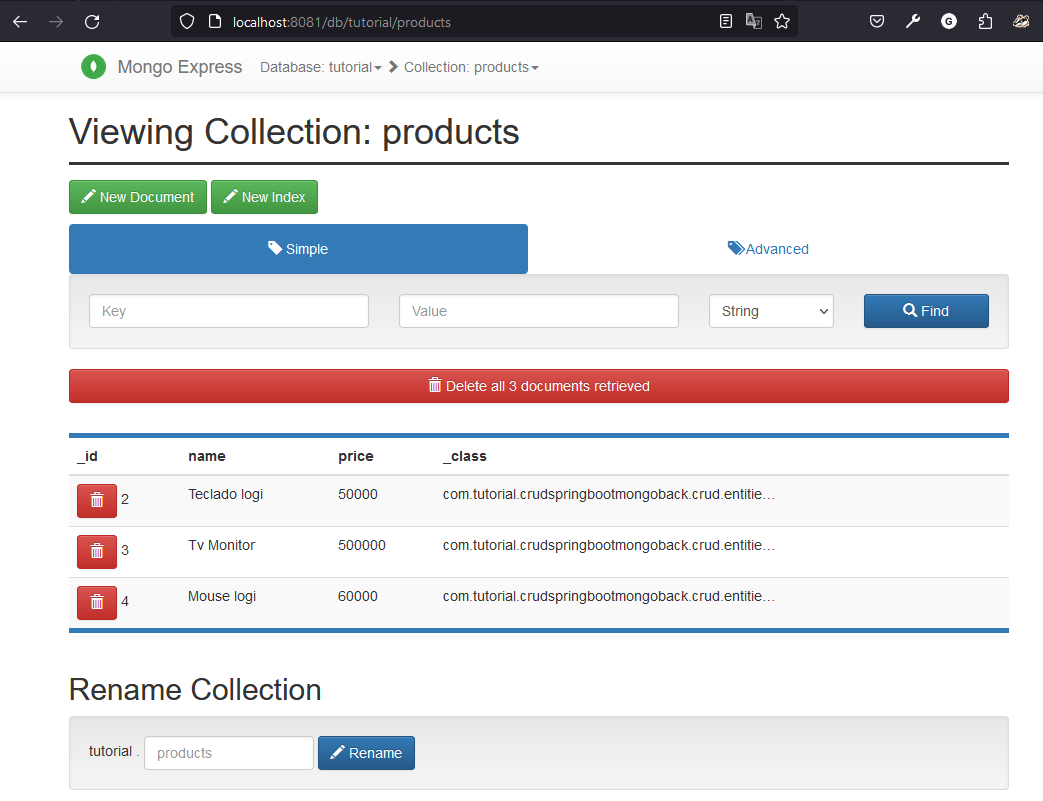 localhost:8081/db/tutorial/products
Mongo Express Database: tutorial Collection: products
Viewing Collection: products
New Document New Index
Simple Advanced
Key Value String Find
Delete all 3 documents retrieved
_id name price _class
2 Teclado logi 50000 com.tutorial.crudspringbootmongoback.crud.entitie…
3 Tv Monitor 500000 com.tutorial.crudspringbootmongoback.crud.entitie…
4 Mouse logi 60000 com.tutorial.crudspringbootmongoback.crud.entitie…
Rename Collection
tutorial . products Rename